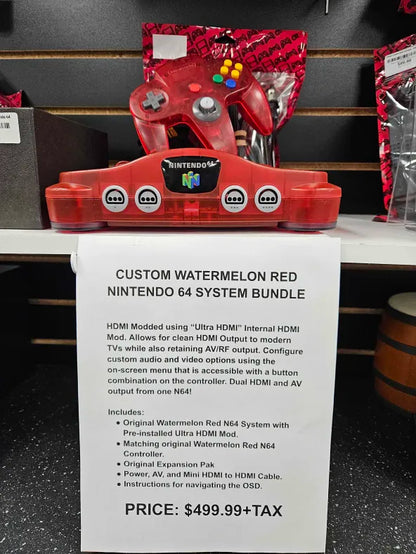 NINTENDO 64
CUSTOM WATERMELON RED
NINTENDO 64 SYSTEM BUNDLE
HDMI Modded using "Ultra HDMI" Internal HDMI
Mod. Allows for clean HDMI Output to modern
TVs while also retaining AV/RF output. Configure
custom audio and video options using the
on-screen menu that is accessible with a button
combination on the controller. Dual HDMI and AV
output from one N64!
Includes:
● Original Watermelon Red N64 System with
Pre-installed Ultra HDMI Mod.
● Matching original Watermelon Red N64
Controller.
● Original Expansion Pak
● Power, AV, and Mini HDMI to HDMI Cable.
● Instructions for navigating the OSD.
PRICE: $499.99+TAX